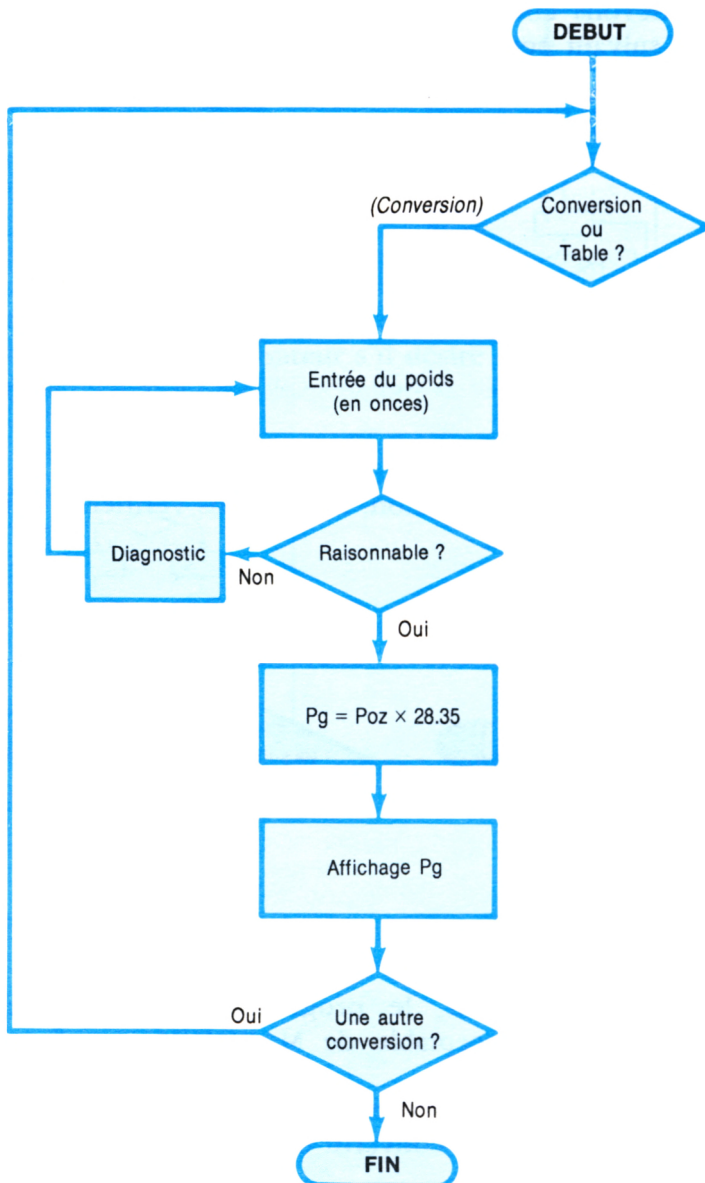 DEBUT
(Conversion)
Conversion
ou
Table ?
Entrée du poids
(en onces)
Diagnostic
Raisonnable ?
Non
Oui
Pg = Poz × 28.35
Affichage Pg
Oui
Une autre
conversion ?
Non
FIN